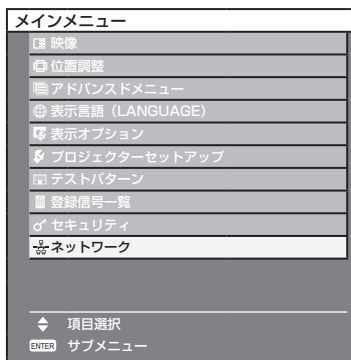 メインメニュー
映像
位置調整
アドバンスドメニュー
表示言語（LANGUAGE）
表示オプション
プロジェクターセットアップ
テストパターン
登録信号一覧
セキュリティ
ネットワーク
項目選択
ENTER サブメニュー